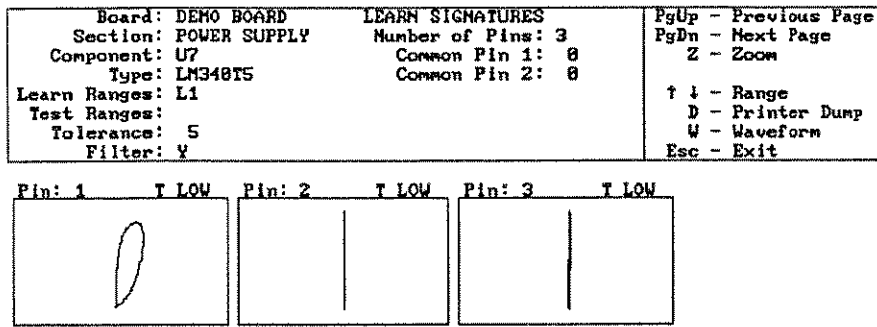 Board: DEMO BOARD LEARN SIGNATURES
Section: POWER SUPPLY Number of Pins: 3
Component: U7 Common Pin 1: 0
Type: LM340T5 Common Pin 2: 0
Learn Ranges: L1
Test Ranges:
Tolerance: 5
Filter: Y
PgUp - Previous Page
PgDn - Next Page
Z - Zoom
↑ ↓ - Range
D - Printer Dump
W - Waveform
Esc - Exit
Pin: 1 T LOW Pin: 2 T LOW Pin: 3 T LOW